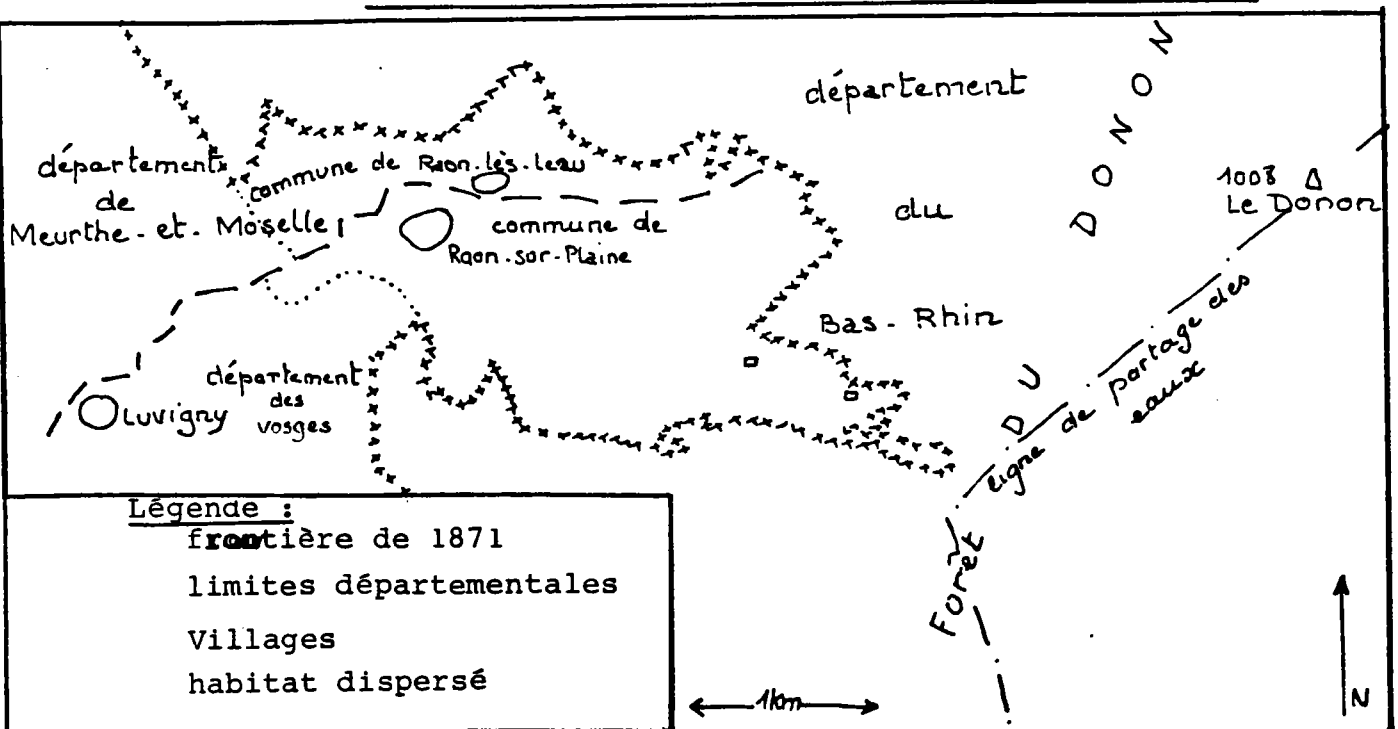 département
de
Meurthe-et-Moselle
commune de Raon-lès-leau
commune de
Raon-sur-Plaine
département
du
Bas-Rhin
DU DONON
1008
Le Donon
ligne de partage des
eaux
Forêt
Luvigny
département
des
vosges
Légende :
frontière de 1871
limites départementales
Villages
habitat dispersé
1km
N